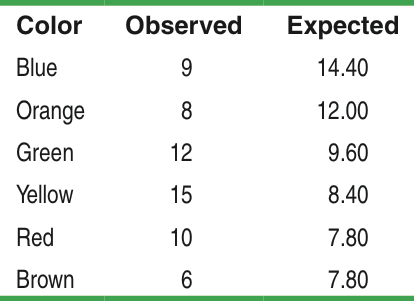 Color Observed Expected
Blue 9 14.40
Orange 8 12.00
Green 12 9.60
Yellow 15 8.40
Red 10 7.80
Brown 6 7.80